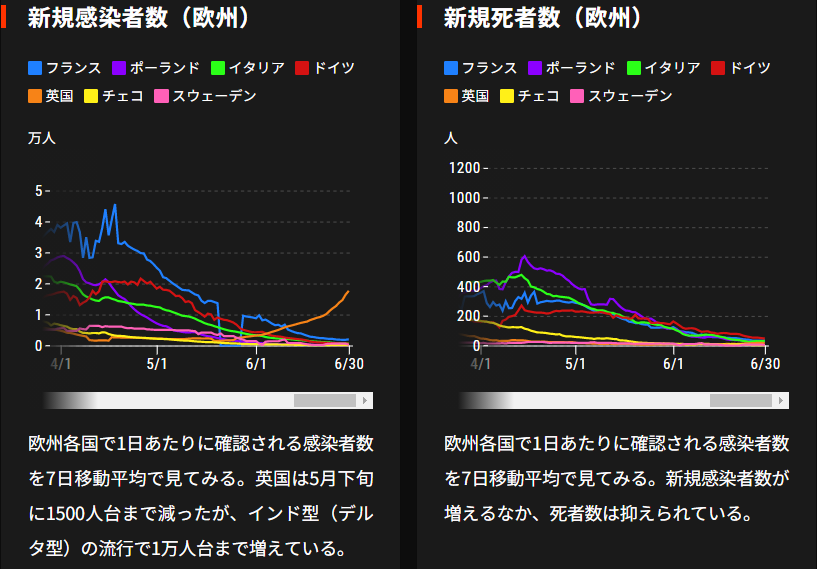 新規感染者数（欧州）
フランス ポーランド イタリア ドイツ
英国 チェコ スウェーデン
万人
5
4
3
2
1
0
4/1 5/1 6/1 6/30
欧州各国で1日あたりに確認される感染者数
を7日移動平均で見てみる。英国は5月下旬
に1500人台まで減ったが、インド型（デル
タ型）の流行で1万人台まで増えている。
新規死者数（欧州）
フランス ポーランド イタリア ドイツ
英国 チェコ スウェーデン
人
1200
1000
800
600
400
200
0
4/1 5/1 6/1 6/30
欧州各国で1日あたりに確認される感染者数
を7日移動平均で見てみる。新規感染者数が
増えるなか、死者数は抑えられている。